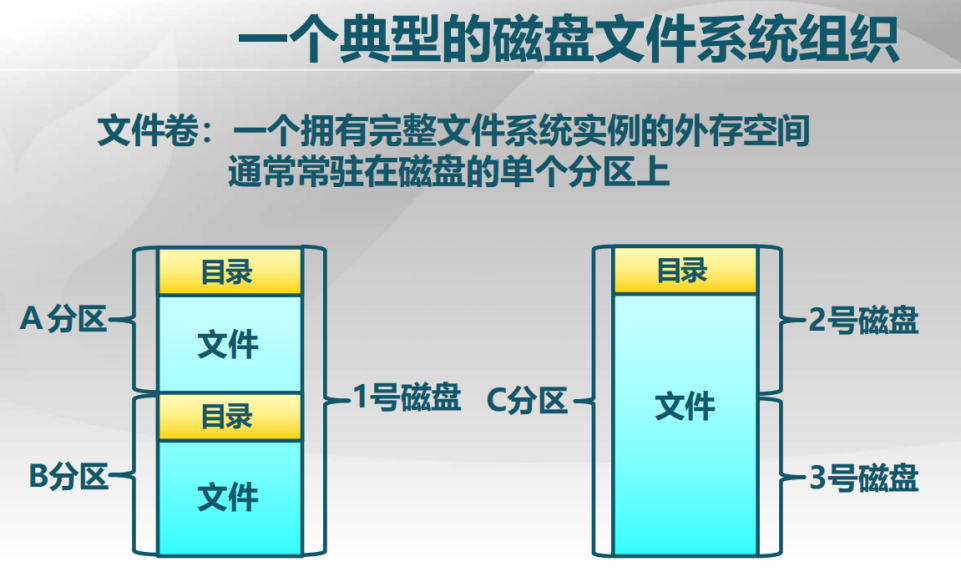 一个典型的磁盘文件系统组织
文件卷：一个拥有完整文件系统实例的外存空间
通常常驻在磁盘的单个分区上
目录
A分区
文件
1号磁盘
目录
B分区
文件
目录
2号磁盘
C分区
文件
3号磁盘